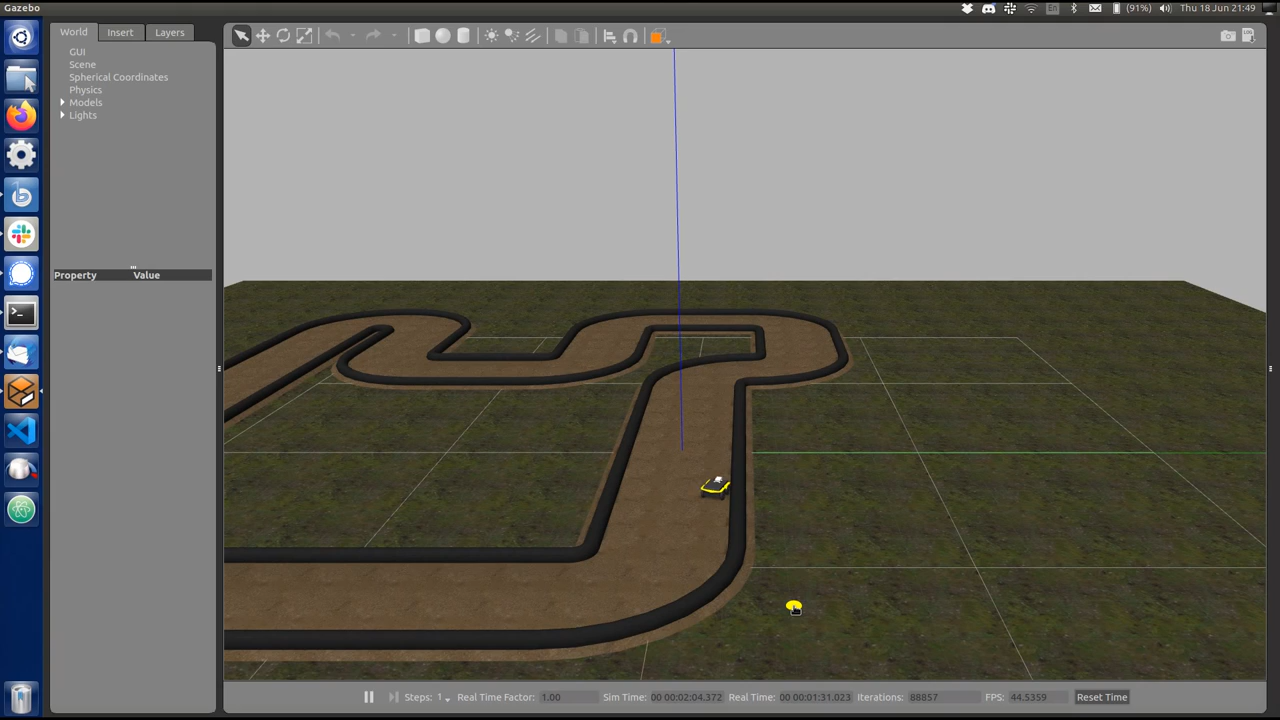 Gazebo
En
(91%)
Thu 18 Jun 21:49
World Insert Layers
GUI
Scene
Spherical Coordinates
Physics
Models
Lights
Property Value
Steps: 1 Real Time Factor: 1.00 Sim Time: 00 00:02:04.372 Real Time: 00 00:01:31.023 Iterations: 88857 FPS: 44.5359 Reset Time